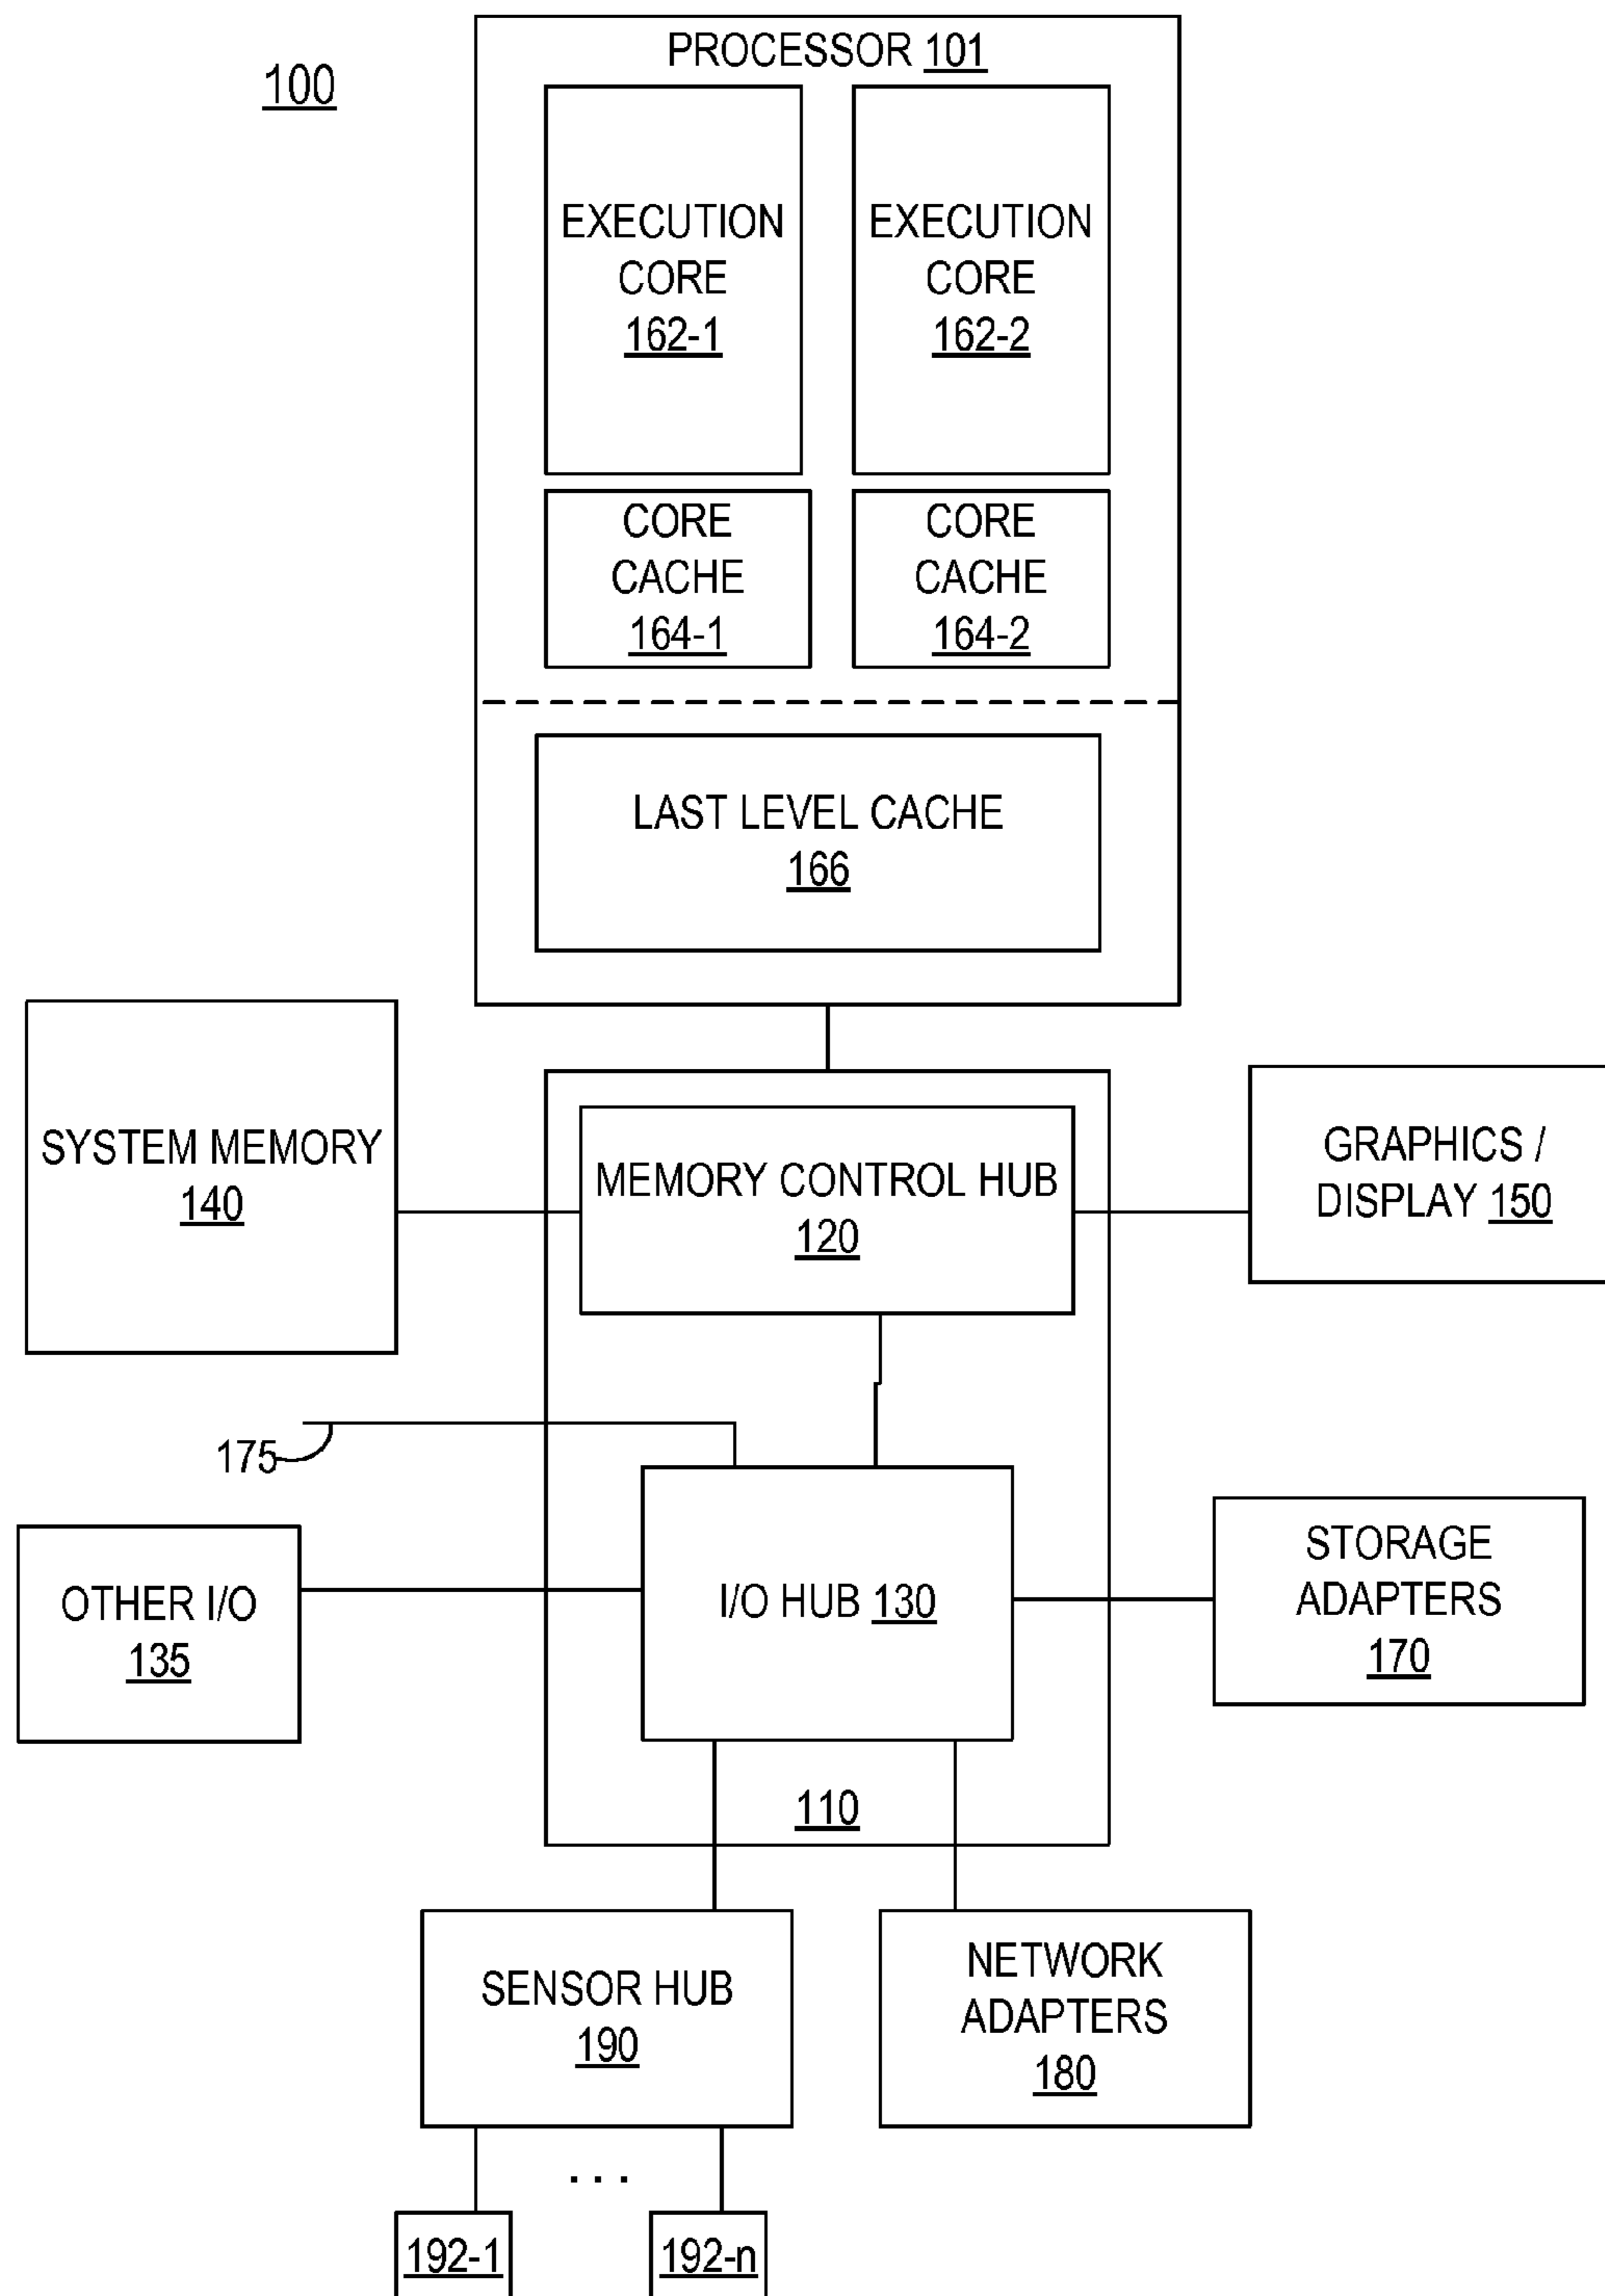 100
PROCESSOR 101
EXECUTION
CORE
162-1
EXECUTION
CORE
162-2
CORE
CACHE
164-1
CORE
CACHE
164-2
LAST LEVEL CACHE
166
SYSTEM MEMORY
140
MEMORY CONTROL HUB
120
GRAPHICS /
DISPLAY 150
175
OTHER I/O
135
I/O HUB 130
STORAGE
ADAPTERS
170
110
SENSOR HUB
190
NETWORK
ADAPTERS
180
. . .
192-1
192-n